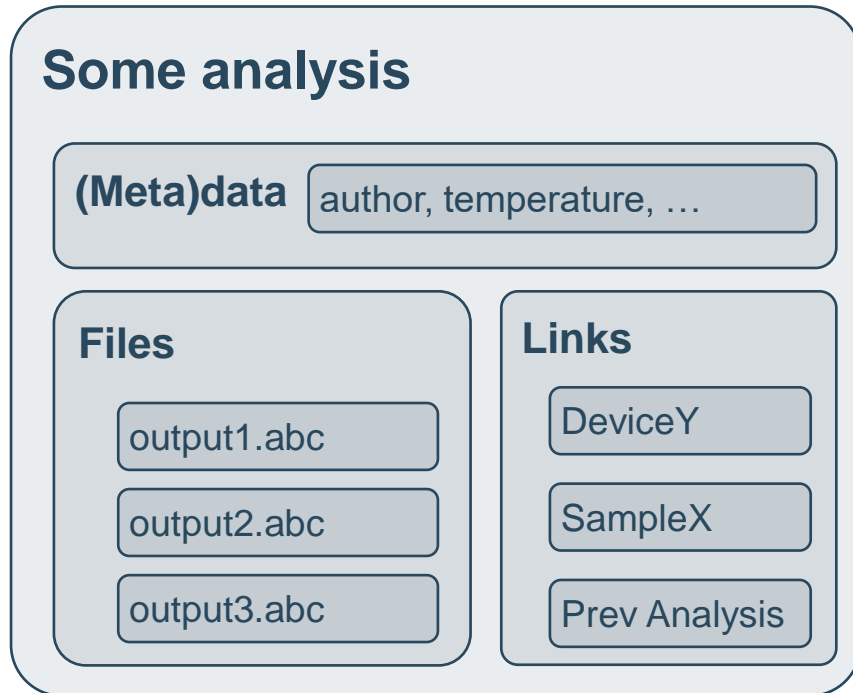 Some analysis
(Meta)data
author, temperature, …
Files
output1.abc
output2.abc
output3.abc
Links
DeviceY
SampleX
Prev Analysis